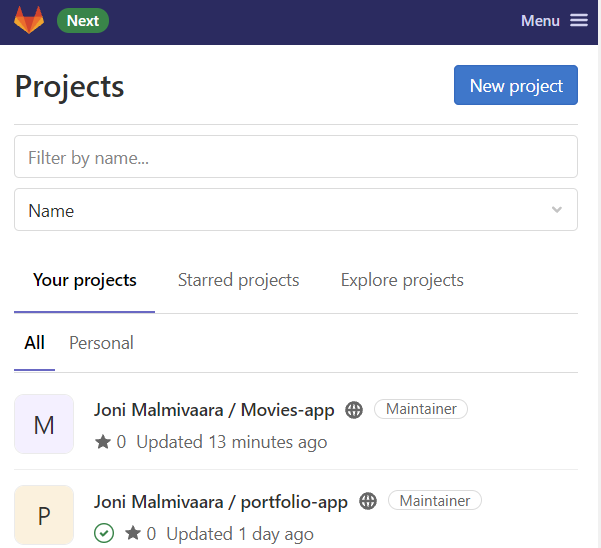 Next
Menu
Projects
New project
Filter by name...
Name
Your projects Starred projects Explore projects
All Personal
M
Joni Malmivaara / Movies-app Maintainer
0 Updated 13 minutes ago
P
Joni Malmivaara / portfolio-app Maintainer
0 Updated 1 day ago